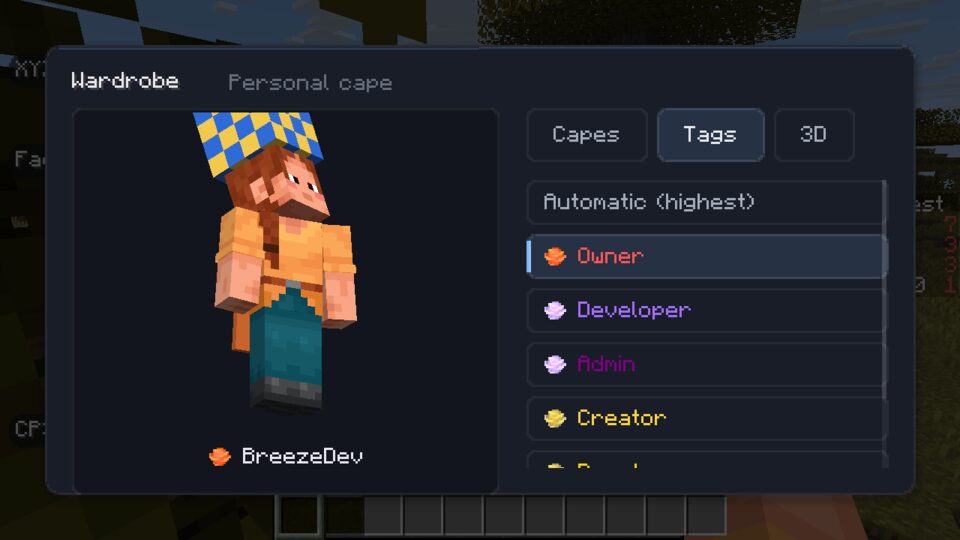 Wardrobe
Personal cape
Capes
Tags
3D
Automatic (highest)
Owner
Developer
Admin
Creator
BreezeDev